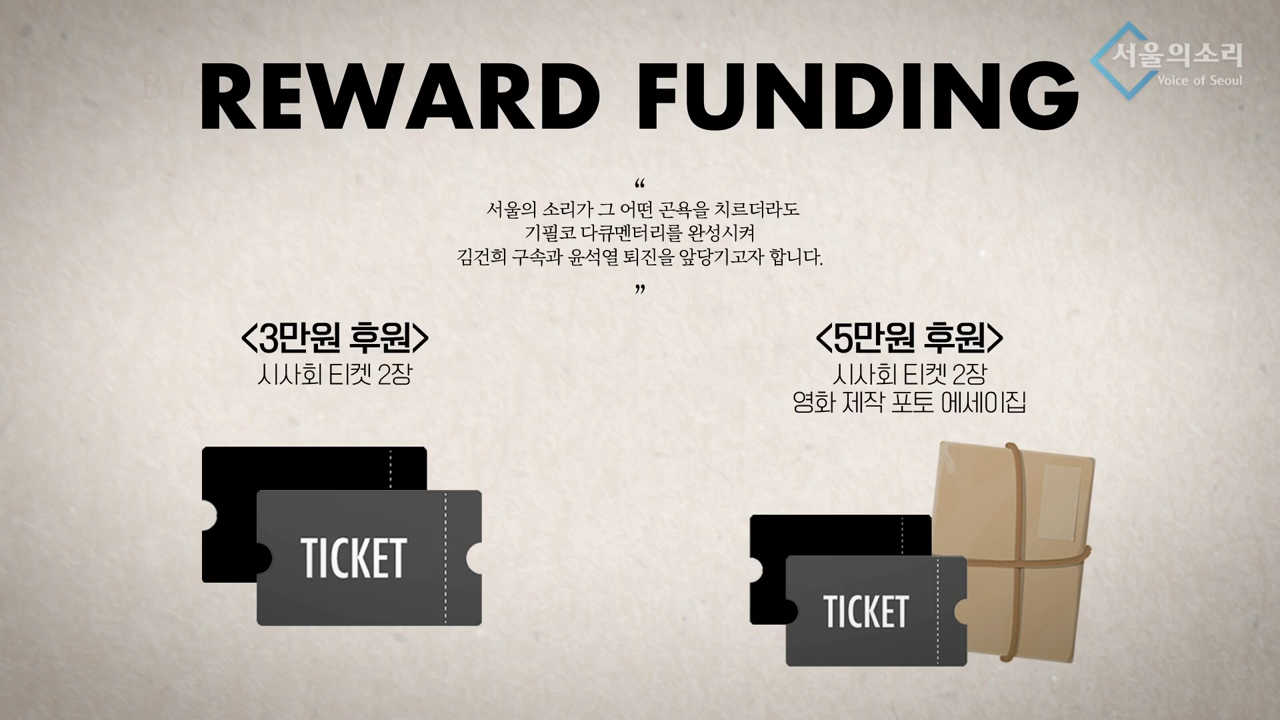 서울의소리
Voice of Seoul
REWARD FUNDING
“
서울의 소리가 그 어떤 곤욕을 치르더라도
기필코 다큐멘터리를 완성시켜
김건희 구속과 윤석열 퇴진을 앞당기고자 합니다.
”
<3만원 후원>
시사회 티켓 2장
<5만원 후원>
시사회 티켓 2장
영화 제작 포토 에세이집
TICKET
TICKET